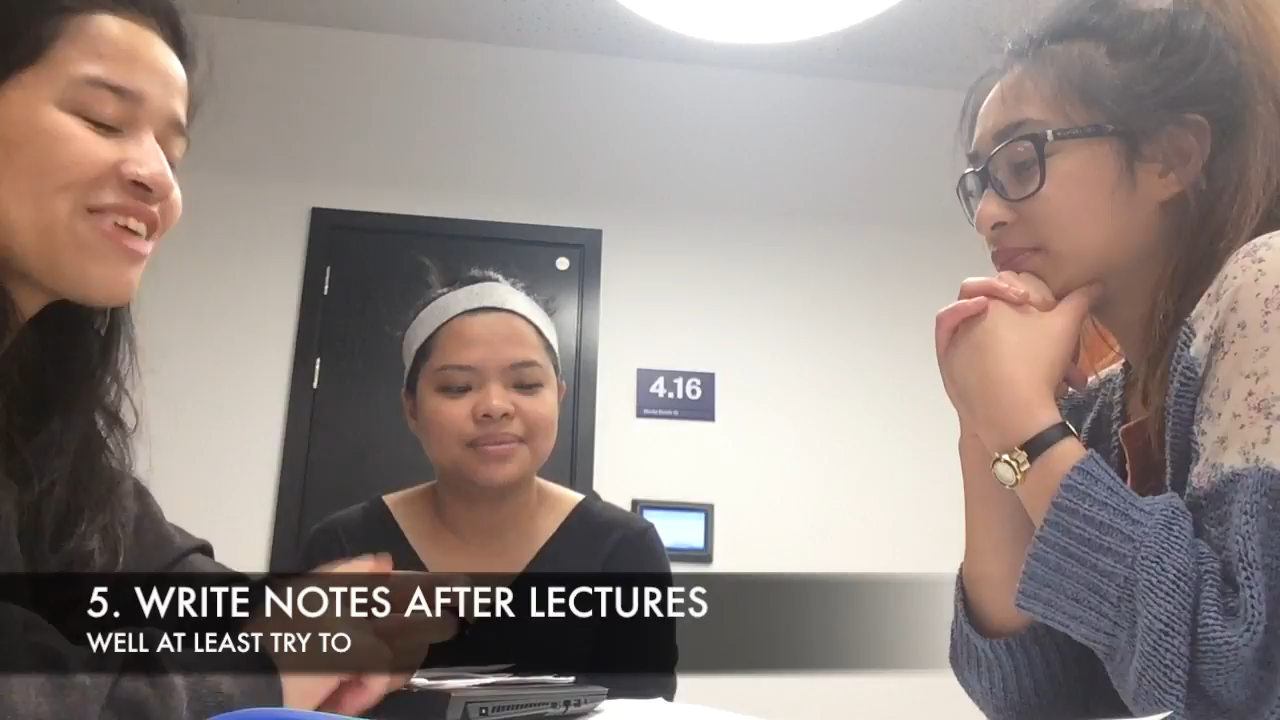 4.16
5. WRITE NOTES AFTER LECTURES
WELL AT LEAST TRY TO